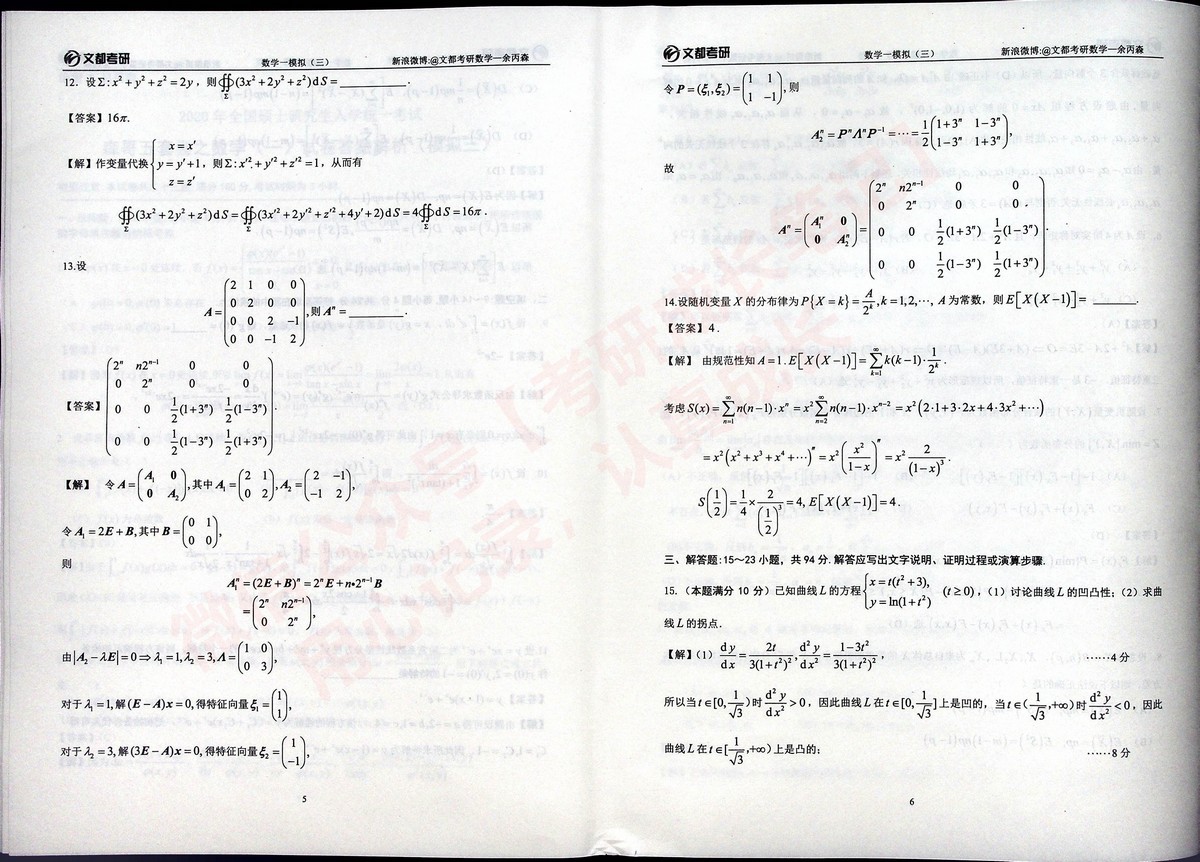 文都考研
数学一模拟（三）
新浪微博:@文都考研数学一余丙森
12. 设Σ: x²+y²+z²=2y，则∯_Σ(3x²+2y²+z²)dS=________.
【答案】16π.
【解】作变量代换{x=x′ y=y′+1, 则Σ: x′²+y′²+z′²=1，从而有
z=z′
∯_Σ(3x²+2y²+z²)dS=∯_Σ(3x′²+2y′²+z′²+4y′+2)dS=4∯_Σ dS=16π.
13.设
A=(2 1 0 0; 0 2 0 0; 0 0 2 −1; 0 0 −1 2), 则Aⁿ=________.
【答案】(2ⁿ n2ⁿ⁻¹ 0 0; 0 2ⁿ 0 0; 0 0 1/2(1+3ⁿ) 1/2(1−3ⁿ); 0 0 1/2(1−3ⁿ) 1/2(1+3ⁿ)).
【解】 令A=(A₁ 0; 0 A₂), 其中A₁=(2 1; 0 2), A₂=(2 −1; −1 2),
令A₁=2E+B, 其中B=(0 1; 0 0),
则
A₁ⁿ=(2E+B)ⁿ=2ⁿE+n•2ⁿ⁻¹B
=(2ⁿ n2ⁿ⁻¹; 0 2ⁿ),
由|A₂−λE|=0⇒λ₁=1,λ₂=3,Λ=(1 0; 0 3),
对于λ₁=1,解(E−A)x=0,得特征向量ξ₁=(1; 1),
对于λ₂=3,解(3E−A)x=0,得特征向量ξ₂=(1; −1),
5
文都考研
数学一模拟（三）
新浪微博:@文都考研数学一余丙森
令P=(ξ₁,ξ₂)=(1 1; 1 −1), 则
A₂ⁿ=PⁿΛⁿP⁻¹=⋯=1/2(1+3ⁿ 1−3ⁿ; 1−3ⁿ 1+3ⁿ)
故
Aⁿ=(A₁ⁿ 0; 0 A₂ⁿ)=(2ⁿ n2ⁿ⁻¹ 0 0; 0 2ⁿ 0 0; 0 0 1/2(1+3ⁿ) 1/2(1−3ⁿ); 0 0 1/2(1−3ⁿ) 1/2(1+3ⁿ)).
14.设随机变量X的分布律为P{X=k}=A/2ᵏ,k=1,2,⋯, A为常数，则E[X(X−1)]=________.
【答案】4.
【解】 由规范性知A=1.E[X(X−1)]=∑_{k=1}^∞ k(k−1)·1/2ᵏ.
考虑S(x)=∑_{n=1}^∞ n(n−1)·xⁿ=x²∑_{n=2}^∞ n(n−1)·xⁿ⁻²=x²(2·1+3·2x+4·3x²+⋯)
=x²(x²+x³+x⁴+⋯)″=x²(x²/(1−x))″=x² 2/(1−x)³.
S(1/2)=1/4×2/(1/2)³=4, E[X(X−1)]=4.
三、解答题:15～23小题，共94分.解答应写出文字说明、证明过程或演算步骤.
15.（本题满分10分）已知曲线L的方程{x=t(t²+3), y=ln(1+t²) (t≥0)，（1）讨论曲线L的凹凸性；（2）求曲
线L的拐点.
【解】(1) dy/dx=2t/3(1+t²)², d²y/dx²=1−3t²/3(1+t²)², ……4分
所以当t∈[0,1/√3)时d²y/dx²>0，因此曲线L在t∈[0,1/√3]上是凹的，当t∈(1/√3,+∞)时d²y/dx²<0，因此
曲线L在t∈[1/√3,+∞)上是凸的； ……8分
6